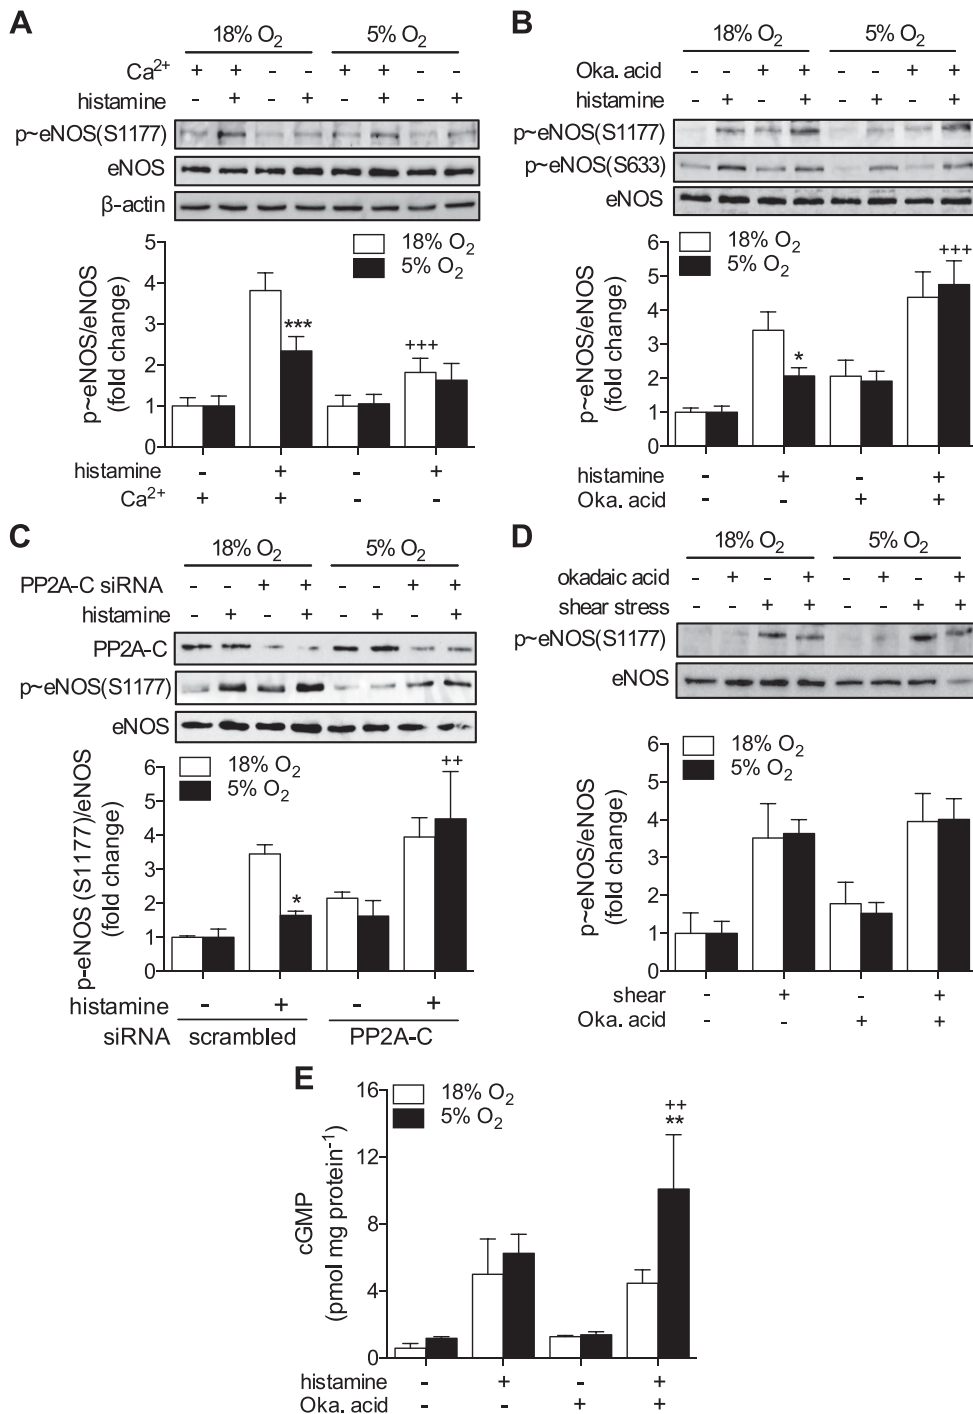 A
18% O2 5% O2
Ca2+ + + - - + + - -
histamine - + - + - + - +
p~eNOS(S1177)
eNOS
β-actin
18% O2
5% O2
p~eNOS/eNOS
(fold change)
5
4
3
2
1
0
***
+++
histamine - + - +
Ca2+ + + - -
B
18% O2 5% O2
Oka. acid - - + + - - + +
histamine - + - + - + - +
p~eNOS(S1177)
p~eNOS(S633)
eNOS
18% O2
5% O2
p~eNOS/eNOS
(fold change)
6
5
4
3
2
1
0
*
+++
histamine - + - +
Oka. acid - - + +
C
18% O2 5% O2
PP2A-C siRNA - - + + - - + +
histamine - + - + - + - +
PP2A-C
p~eNOS(S1177)
eNOS
18% O2
5% O2
p-eNOS (S1177)/eNOS
(fold change)
6
5
4
3
2
1
0
*
++
histamine - + - +
siRNA scrambled PP2A-C
D
18% O2 5% O2
okadaic acid - + - + - + - +
shear stress - - + + - - + +
p~eNOS(S1177)
eNOS
18% O2
5% O2
p~eNOS/eNOS
(fold change)
6
5
4
3
2
1
0
shear - + - +
Oka. acid - - + +
E
18% O2
5% O2
cGMP
(pmol mg protein-1)
16
12
8
4
0
++
**
histamine - + - +
Oka. acid - - + +